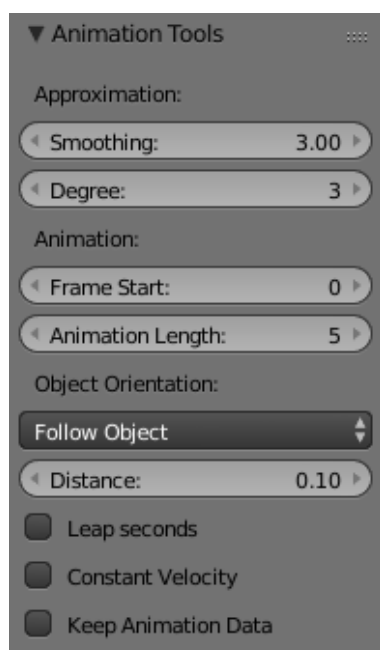 Animation Tools
Approximation:
Smoothing: 3.00
Degree: 3
Animation:
Frame Start: 0
Animation Length: 5
Object Orientation:
Follow Object
Distance: 0.10
Leap seconds
Constant Velocity
Keep Animation Data